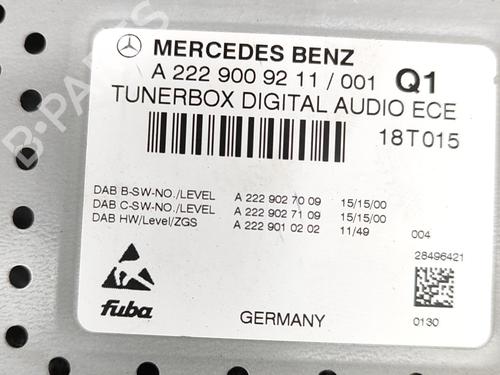 MERCEDES BENZ
A 222 900 92 11 / 001 Q1
TUNERBOX DIGITAL AUDIO ECE
18T015
DAB B-SW-NO./LEVEL A 222 902 70 09 15/15/00
DAB C-SW-NO./LEVEL A 222 902 71 09 15/15/00
DAB HW/Level/ZGS A 222 901 02 02 11/49 004
28496421
fuba
GERMANY
0130